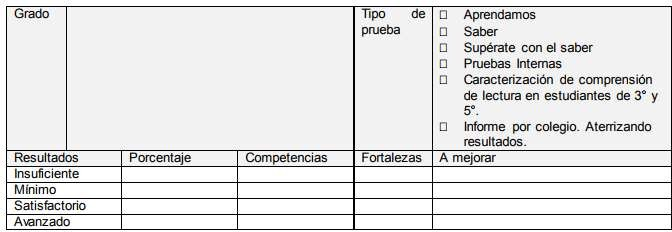 Grado
Tipo de
prueba
☐ Aprendamos
☐ Saber
☐ Supérate con el saber
☐ Pruebas Internas
☐ Caracterización de comprensión
de lectura en estudiantes de 3° y
5°.
☐ Informe por colegio. Aterrizando
resultados.
Resultados Porcentaje Competencias Fortalezas A mejorar
Insuficiente
Mínimo
Satisfactorio
Avanzado